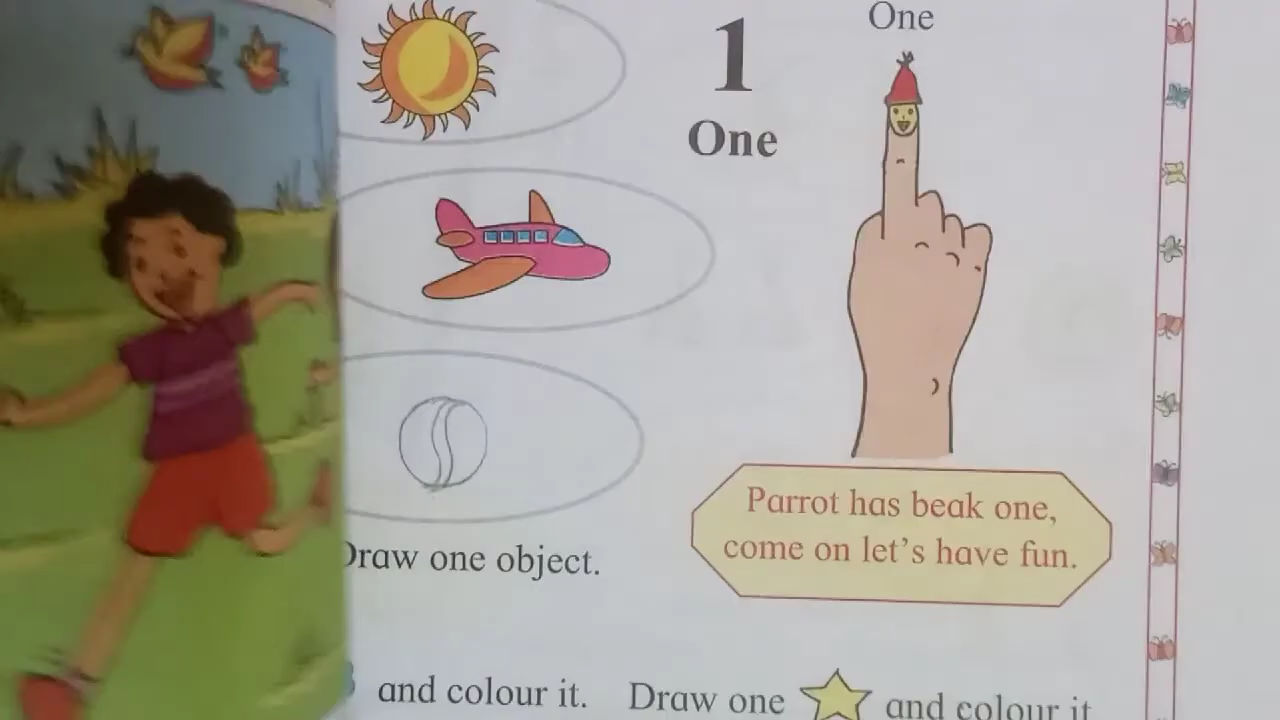 One
1
One
Parrot has beak one,
come on let's have fun.
Draw one object.
and colour it. Draw one and colour it